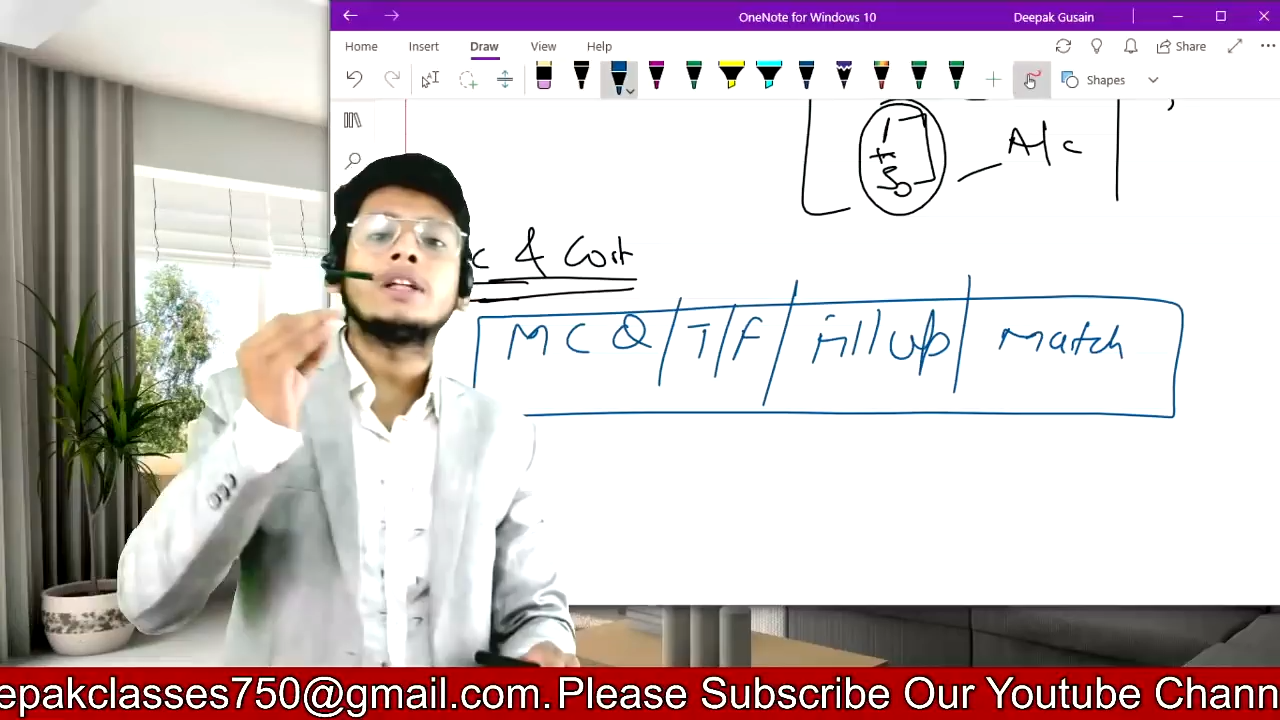 OneNote for Windows 10
Deepak Gusain
Home Insert Draw View Help
Share
Shapes
A/c
c & Cost
MCQ / T/F / fill up / Match
epakclasses750@gmail.com.Please Subscribe Our Youtube Chann